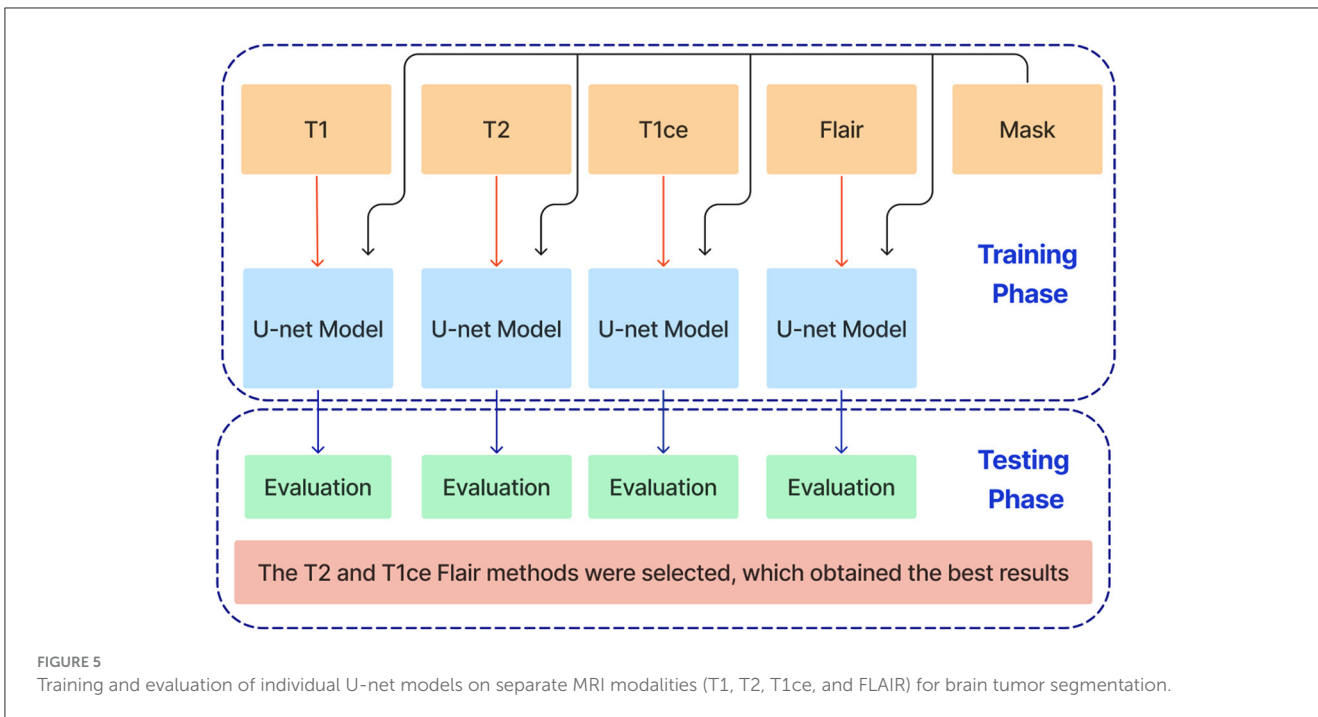 T1
T2
T1ce
Flair
Mask
Training
Phase
U-net Model
U-net Model
U-net Model
U-net Model
Testing
Phase
Evaluation
Evaluation
Evaluation
Evaluation
The T2 and T1ce Flair methods were selected, which obtained the best results
FIGURE 5
Training and evaluation of individual U-net models on separate MRI modalities (T1, T2, T1ce, and FLAIR) for brain tumor segmentation.